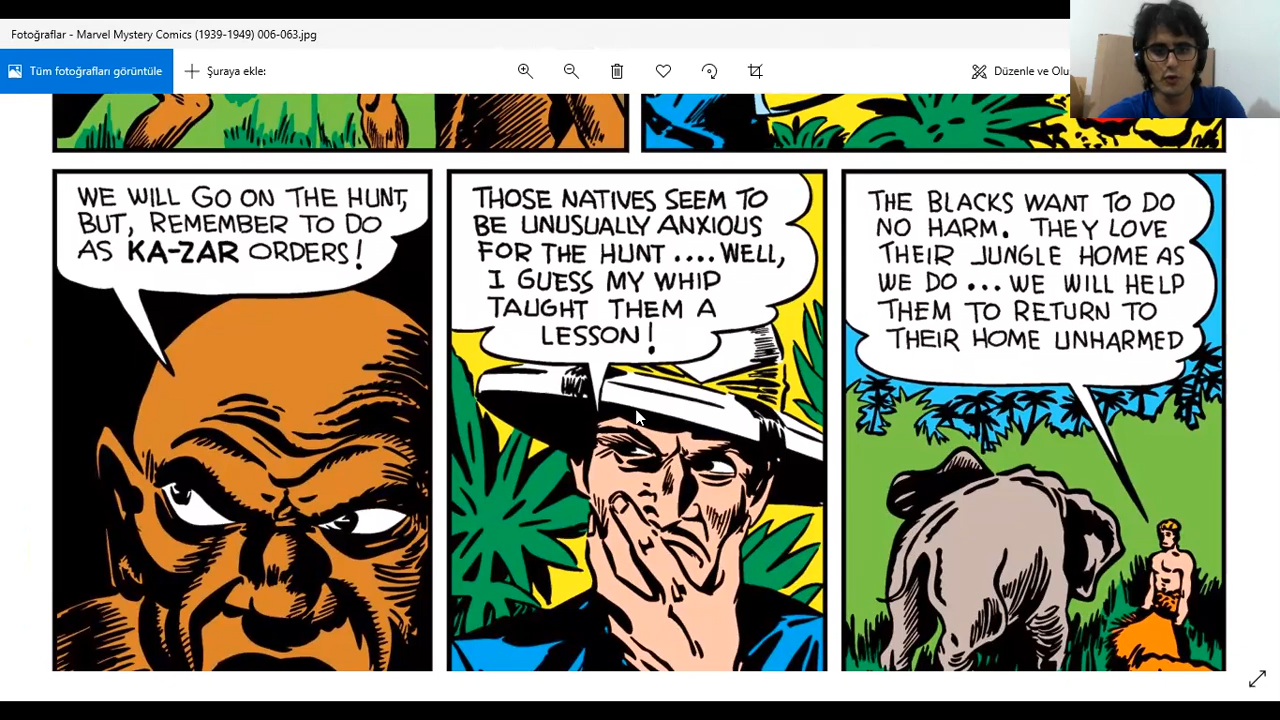 Fotoğraflar - Marvel Mystery Comics (1939-1949) 006-063.jpg
Tüm fotoğrafları görüntüle
Şuraya ekle:
Düzenle ve Olu
WE WILL GO ON THE HUNT,
BUT, REMEMBER TO DO
AS KA-ZAR ORDERS!
THOSE NATIVES SEEM TO
BE UNUSUALLY ANXIOUS
FOR THE HUNT .... WELL,
I GUESS MY WHIP
TAUGHT THEM A
LESSON!
THE BLACKS WANT TO DO
NO HARM. THEY LOVE
THEIR JUNGLE HOME AS
WE DO ... WE WILL HELP
THEM TO RETURN TO
THEIR HOME UNHARMED